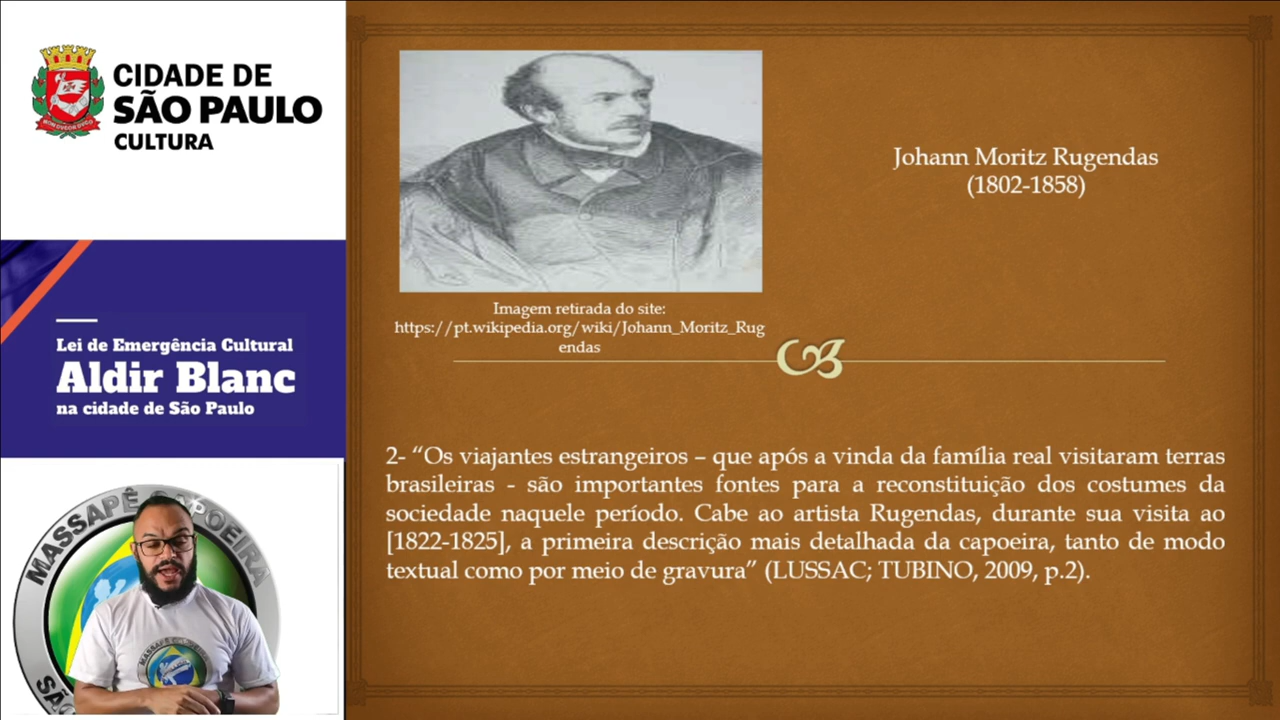 CIDADE DE
SÃO PAULO
CULTURA
Lei de Emergência Cultural
Aldir Blanc
na cidade de São Paulo
MASSAPÊ CAPOEIRA
SÃO
MASSAPÊ
Johann Moritz Rugendas
(1802-1858)
Imagem retirada do site:
https://pt.wikipedia.org/wiki/Johann_Moritz_Rug
endas
2- “Os viajantes estrangeiros – que após a vinda da família real visitaram terras
brasileiras - são importantes fontes para a reconstituição dos costumes da
sociedade naquele período. Cabe ao artista Rugendas, durante sua visita ao
[1822-1825], a primeira descrição mais detalhada da capoeira, tanto de modo
textual como por meio de gravura” (LUSSAC; TUBINO, 2009, p.2).